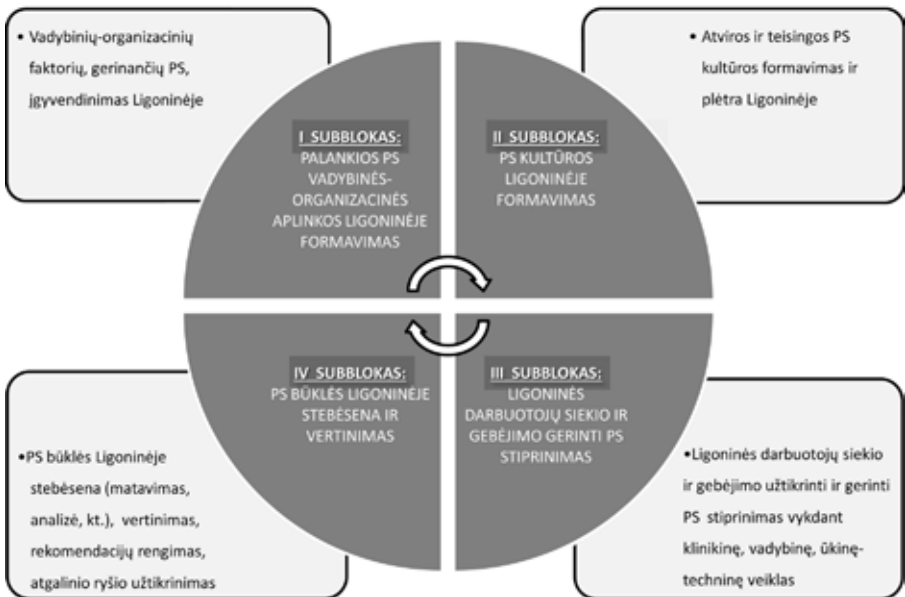 • Vadybinių-organizacinių
faktorių, gerinančių PS,
įgyvendinimas Ligoninėje
• Atviros ir teisingos PS
kultūros formavimas ir
plėtra Ligoninėje
I SUBBLOKAS:
PALANKIOS PS
VADYBINĖS-
ORGANIZACINĖS
APLINKOS LIGONINĖJE
FORMAVIMAS
II SUBBLOKAS:
PS KULTŪROS
LIGONINĖJE
FORMAVIMAS
IV SUBBLOKAS:
PS BŪKLĖS LIGONINĖJE
STEBĖSENA IR
VERTINIMAS
III SUBBLOKAS:
LIGONINĖS
DARBUOTOJŲ SIEKIO IR
GEBĖJIMO GERINTI PS
STIPRINIMAS
•PS būklės Ligoninėje
stebėsena (matavimas,
analizė, kt.), vertinimas,
rekomendacijų rengimas,
atgalinio ryšio užtikrinimas
•Ligoninės darbuotojų siekio
ir gebėjimo užtikrinti ir gerinti
PS stiprinimas vykdant
klinikinę, vadybinę, ūkinę-
techninę veiklas